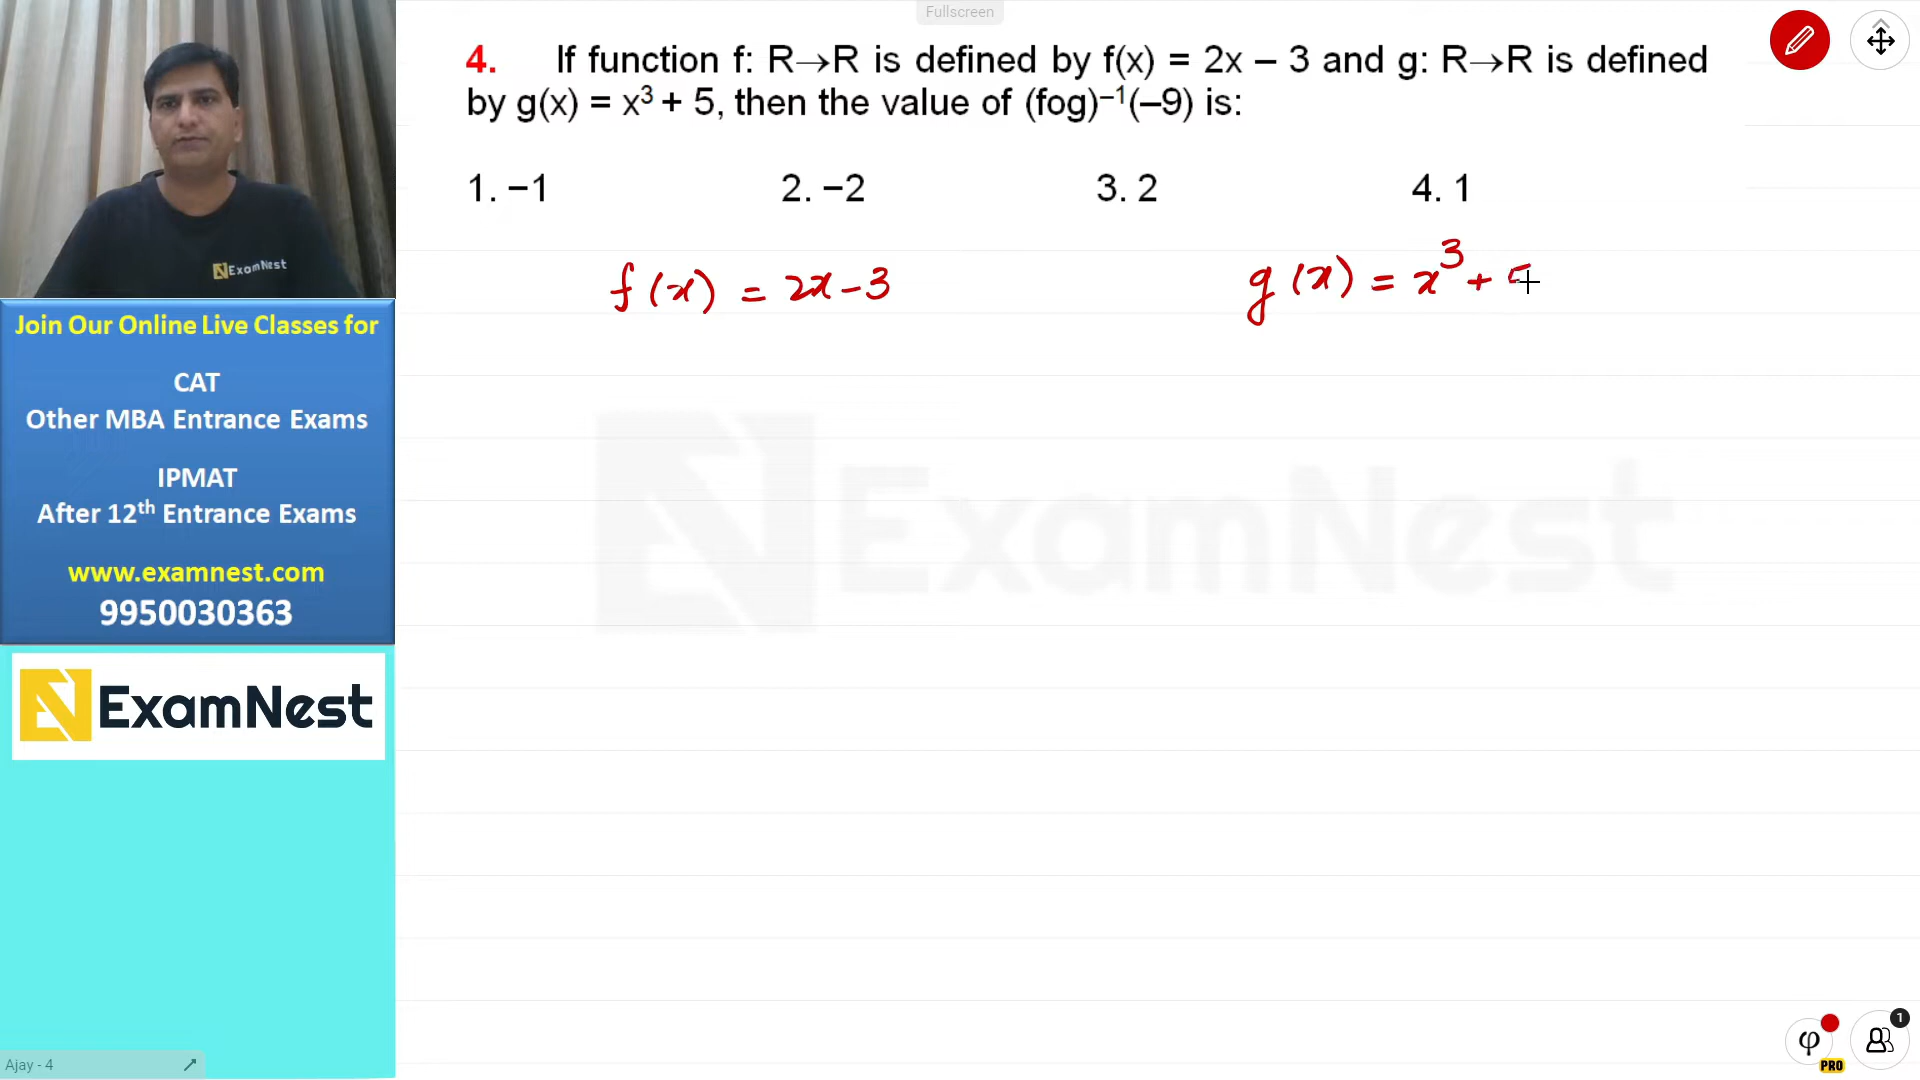 Fullscreen
4. If function f: R→R is defined by f(x) = 2x – 3 and g: R→R is defined
by g(x) = x³ + 5, then the value of (fog)⁻¹(–9) is:
1. –1 2. –2 3. 2 4. 1
f(x) = 2x – 3 g(x) = x³ + 5
ExamNest
Join Our Online Live Classes for
CAT
Other MBA Entrance Exams
IPMAT
After 12th Entrance Exams
www.examnest.com
9950030363
ExamNest
ExamNest
Ajay - 4
φ
PRO
1